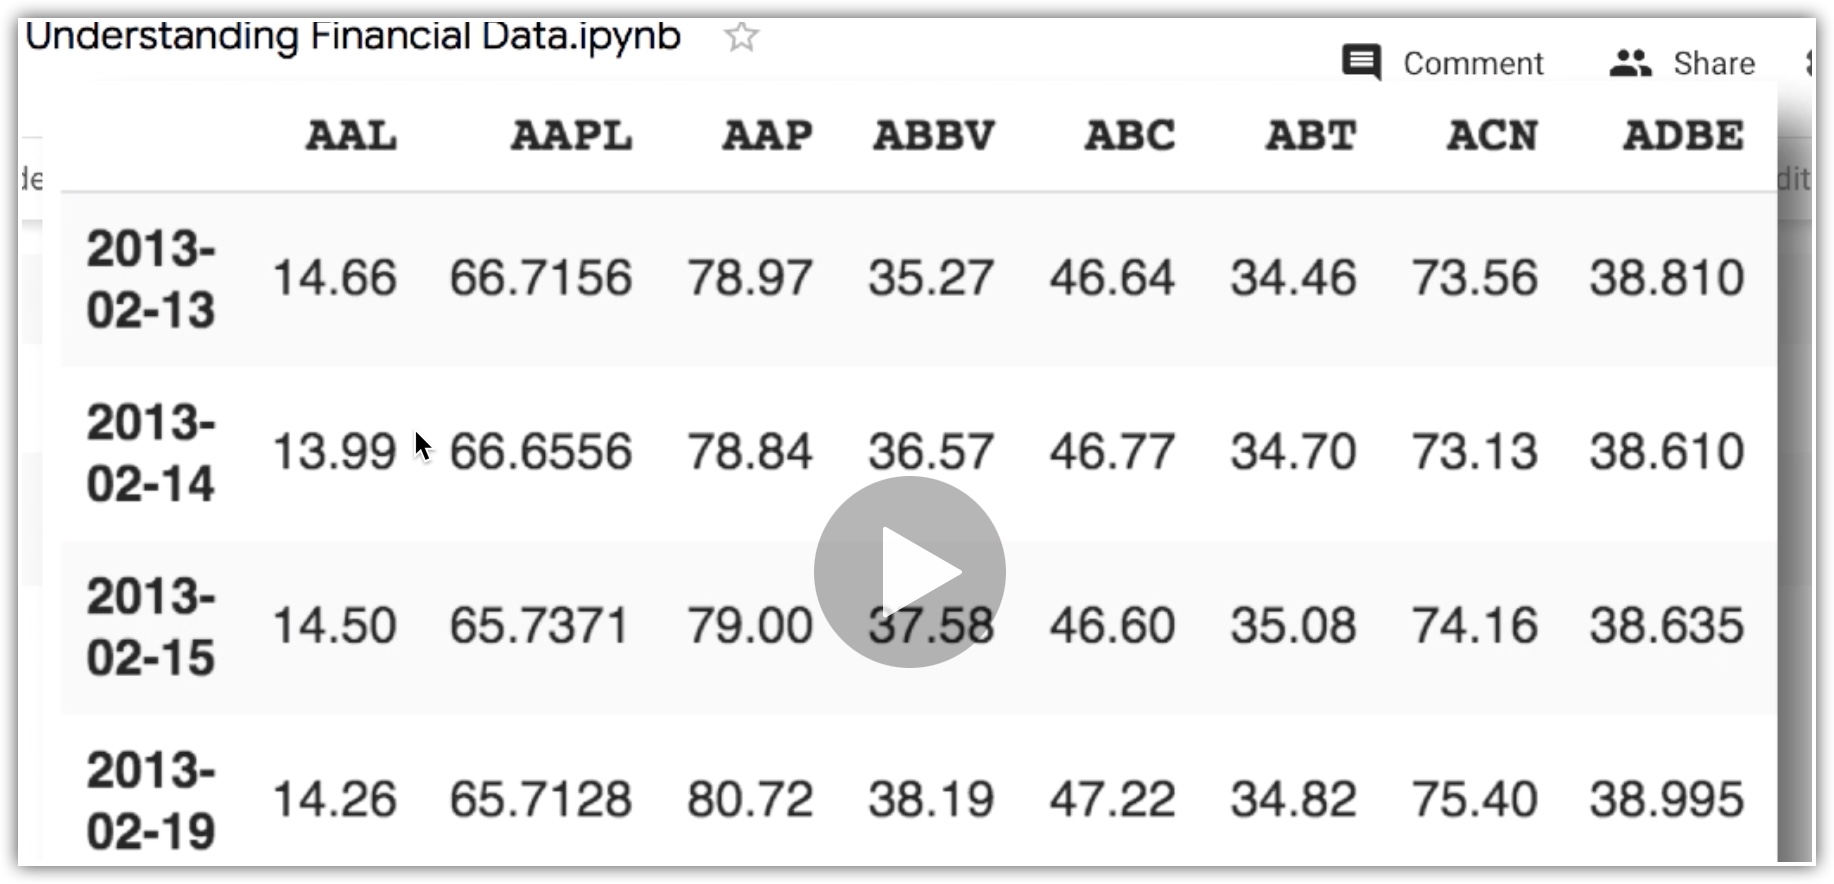 Understanding Financial Data.ipynb
Comment Share
AAL AAPL AAP ABBV ABC ABT ACN ADBE
2013-
02-13 14.66 66.7156 78.97 35.27 46.64 34.46 73.56 38.810
2013-
02-14 13.99 66.6556 78.84 36.57 46.77 34.70 73.13 38.610
2013-
02-15 14.50 65.7371 79.00 37.58 46.60 35.08 74.16 38.635
2013-
02-19 14.26 65.7128 80.72 38.19 47.22 34.82 75.40 38.995